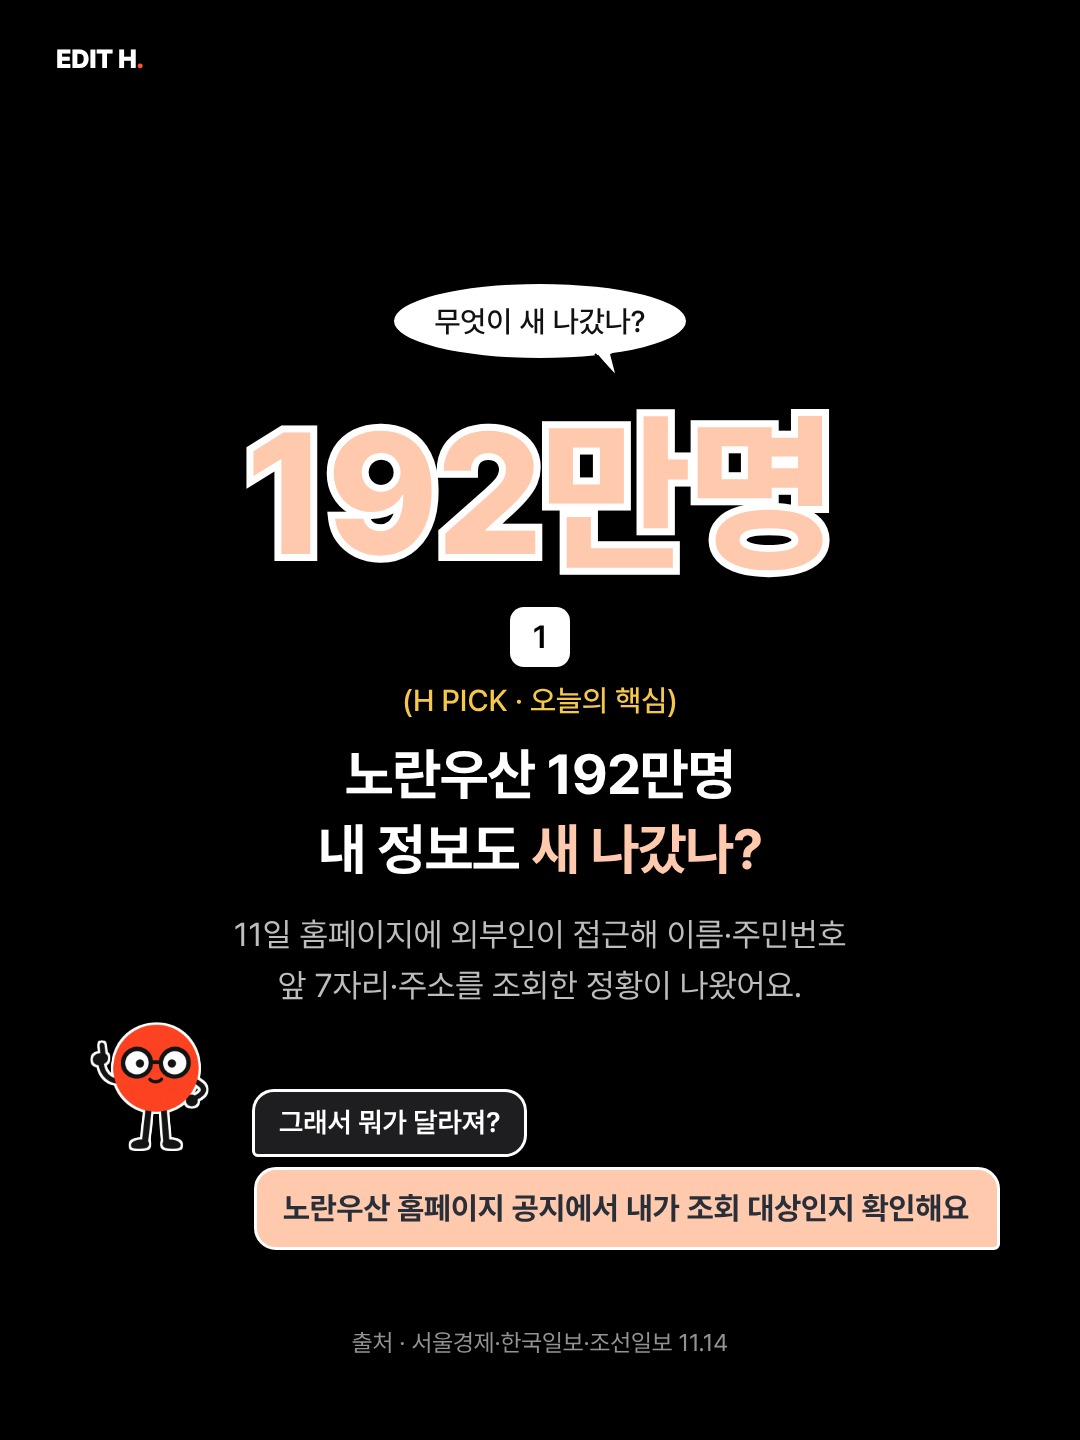 EDIT H.
무엇이 새 나갔나?
192만명
1
(H PICK · 오늘의 핵심)
노란우산 192만명
내 정보도 새 나갔나?
11일 홈페이지에 외부인이 접근해 이름·주민번호
앞 7자리·주소를 조회한 정황이 나왔어요.
그래서 뭐가 달라져?
노란우산 홈페이지 공지에서 내가 조회 대상인지 확인해요
출처 · 서울경제·한국일보·조선일보 11.14